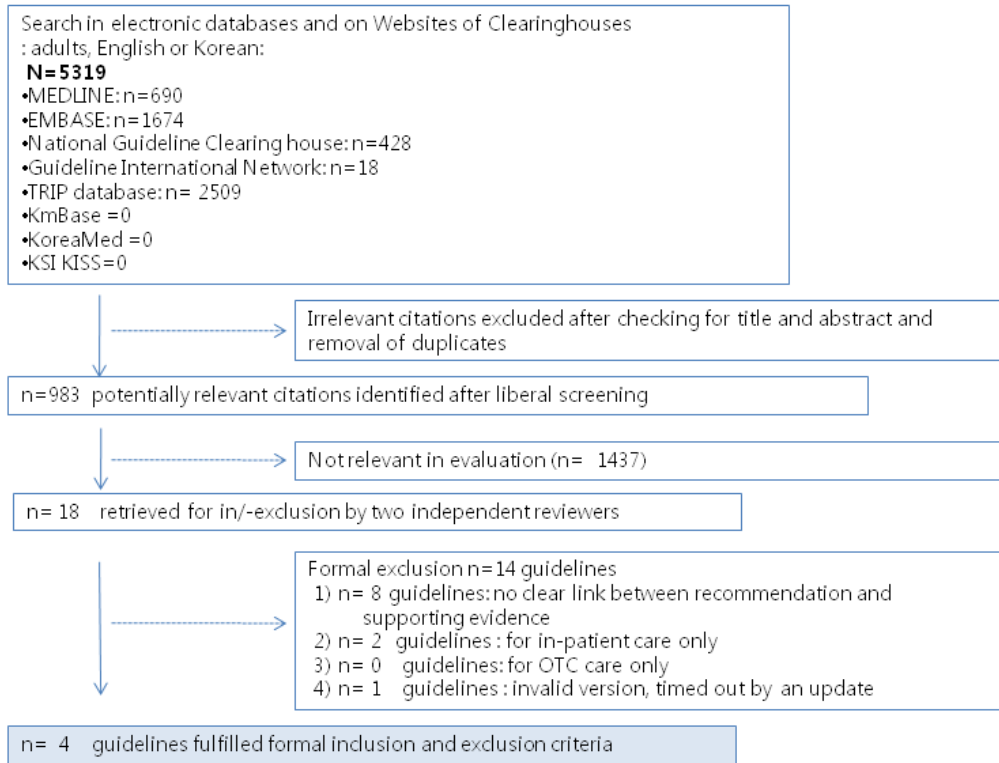 Search in electronic databases and on Websites of Clearinghouses
: adults, English or Korean:
N=5319
•MEDLINE: n=690
•EMBASE: n=1674
•National Guideline Clearing house: n=428
•Guideline International Network: n=18
•TRIP database: n= 2509
•KmBase =0
•KoreaMed =0
•KSI KISS=0
Irrelevant citations excluded after checking for title and abstract and
removal of duplicates
n=983 potentially relevant citations identified after liberal screening
Not relevant in evaluation (n= 1437)
n= 18 retrieved for in/-exclusion by two independent reviewers
Formal exclusion n=14 guidelines
1) n= 8 guidelines: no clear link between recommendation and
supporting evidence
2) n= 2 guidelines : for in-patient care only
3) n= 0 guidelines: for OTC care only
4) n= 1 guidelines : invalid version, timed out by an update
n= 4 guidelines fulfilled formal inclusion and exclusion criteria